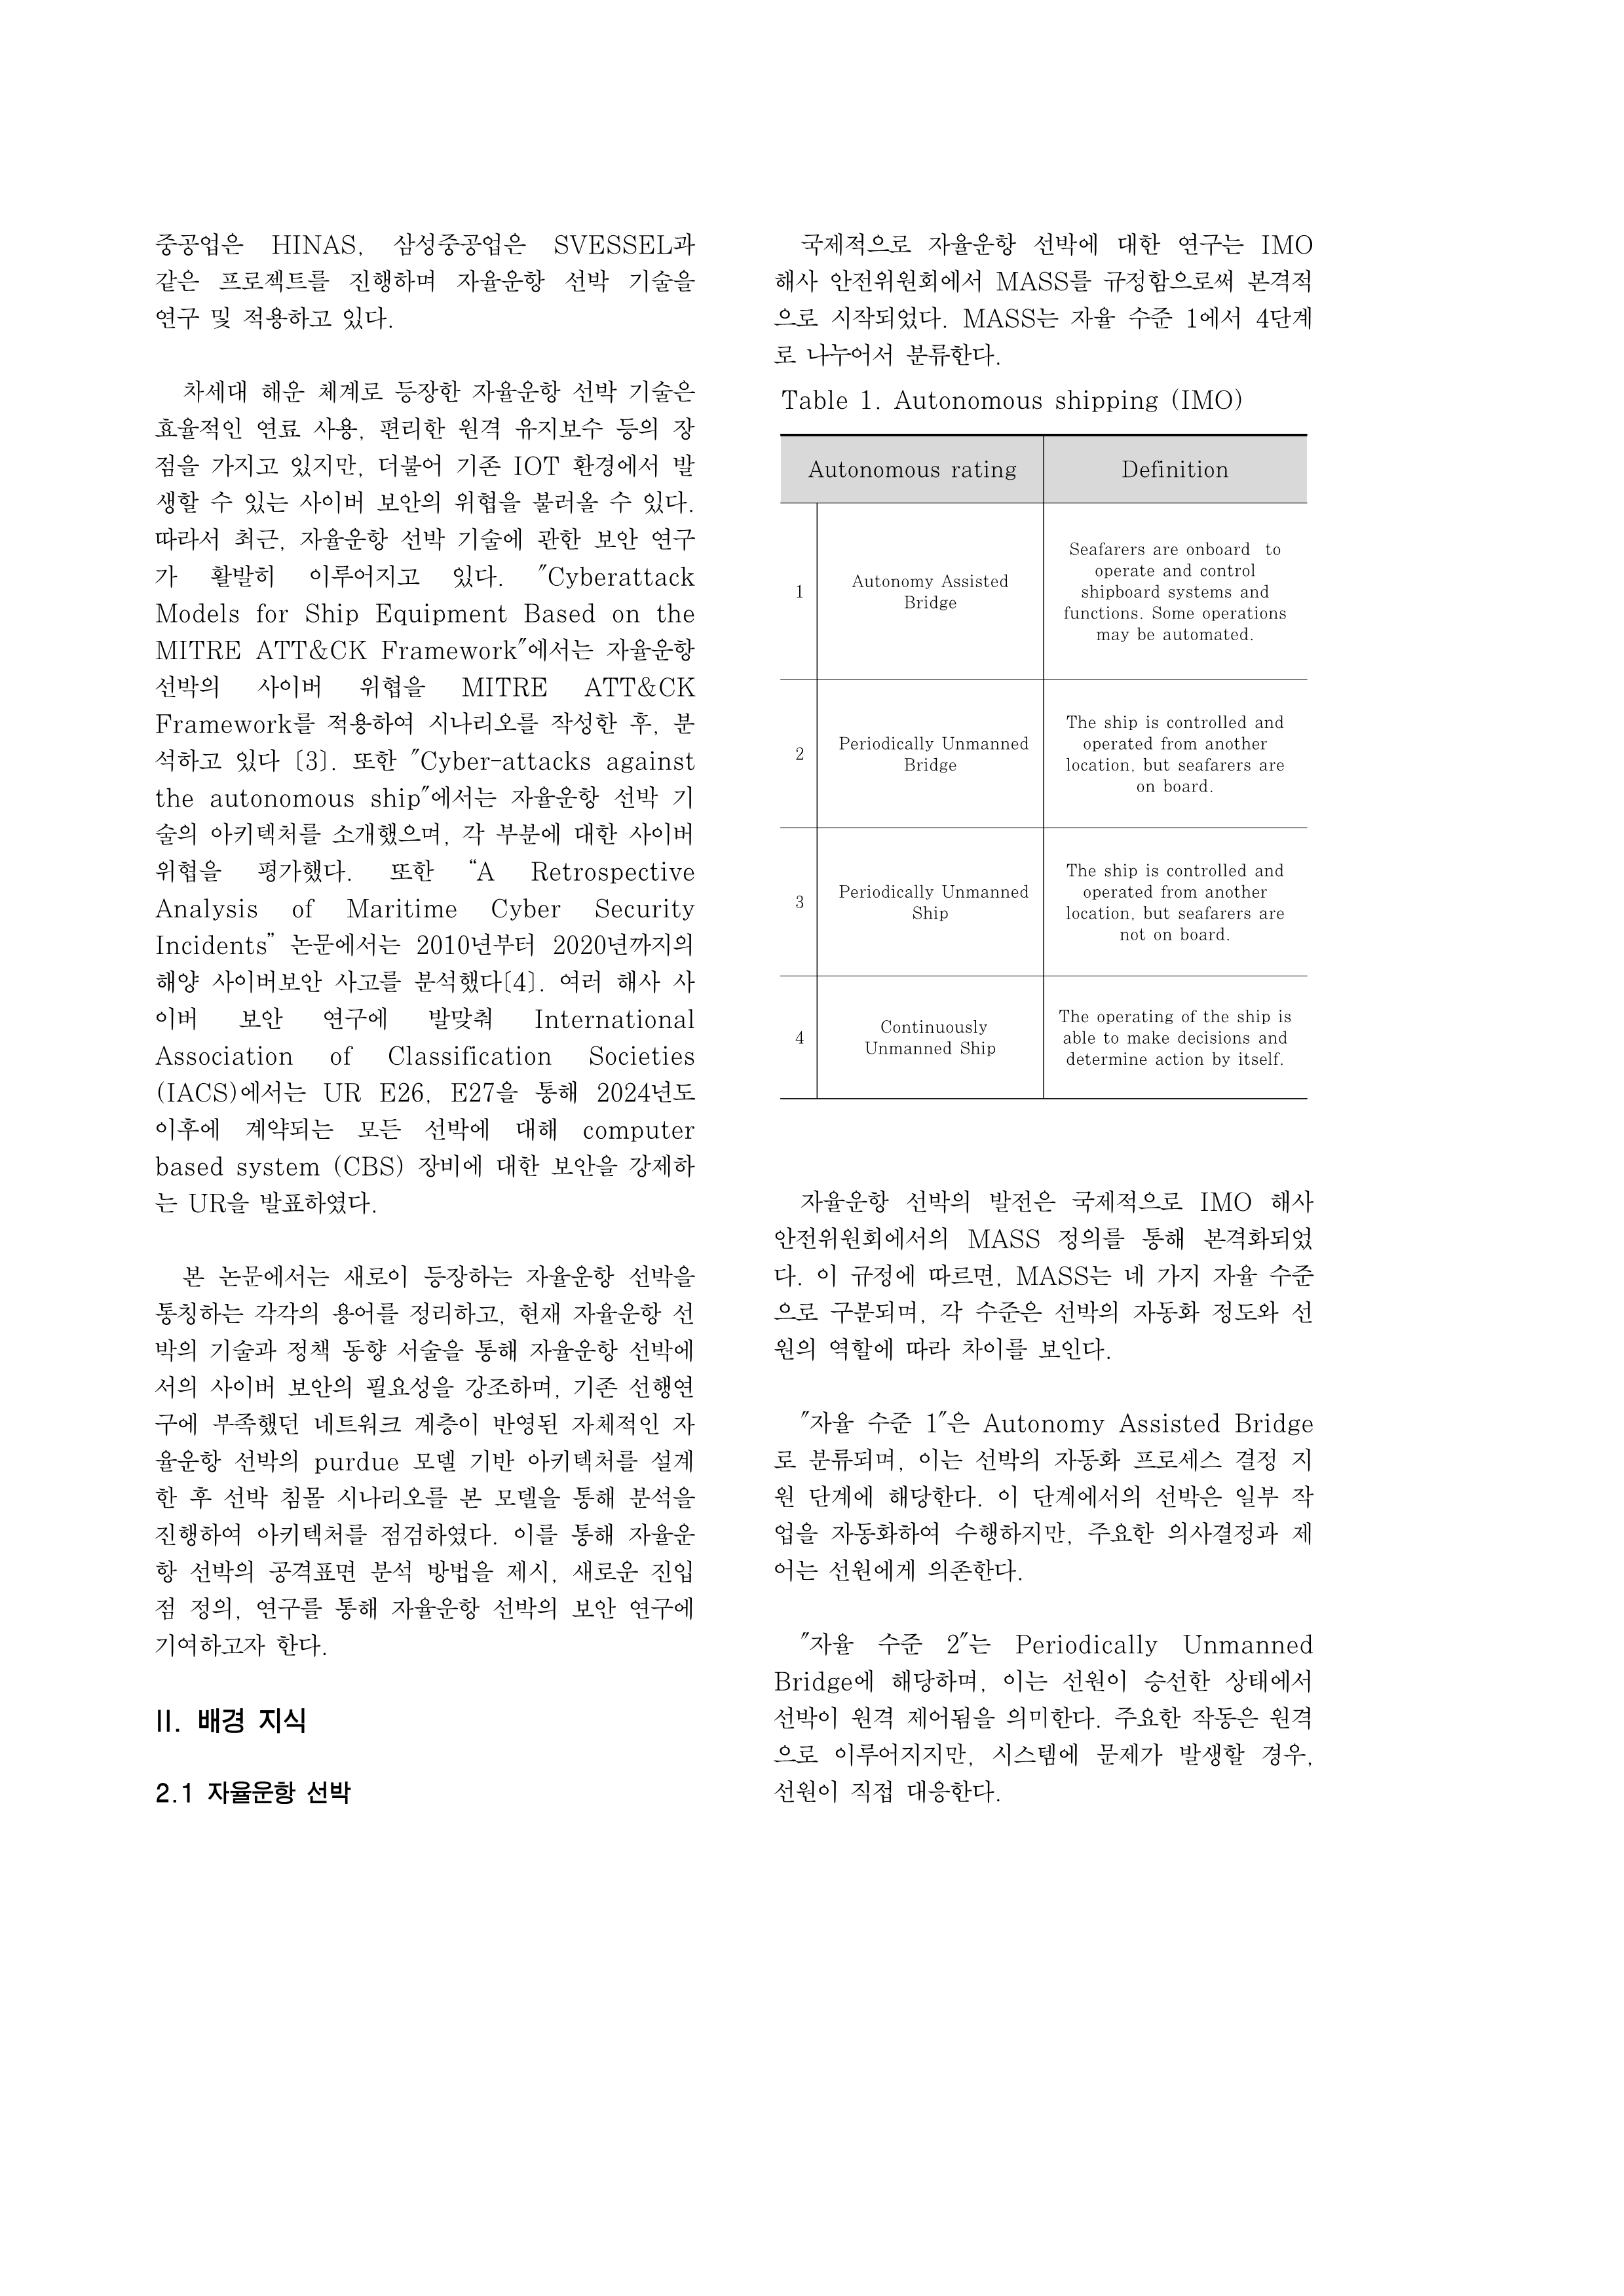 중공업은 HINAS, 삼성중공업은 SVESSEL과
같은 프로젝트를 진행하며 자율운항 선박 기술을
연구 및 적용하고 있다.
차세대 해운 체계로 등장한 자율운항 선박 기술은
효율적인 연료 사용, 편리한 원격 유지보수 등의 장
점을 가지고 있지만, 더불어 기존 IOT 환경에서 발
생할 수 있는 사이버 보안의 위협을 불러올 수 있다.
따라서 최근, 자율운항 선박 기술에 관한 보안 연구
가 활발히 이루어지고 있다. "Cyberattack
Models for Ship Equipment Based on the
MITRE ATT&CK Framework"에서는 자율운항
선박의 사이버 위협을 MITRE ATT&CK
Framework를 적용하여 시나리오를 작성한 후, 분
석하고 있다 [3]. 또한 "Cyber-attacks against
the autonomous ship"에서는 자율운항 선박 기
술의 아키텍처를 소개했으며, 각 부분에 대한 사이버
위협을 평가했다. 또한 “A Retrospective
Analysis of Maritime Cyber Security
Incidents” 논문에서는 2010년부터 2020년까지의
해양 사이버보안 사고를 분석했다[4]. 여러 해사 사
이버 보안 연구에 발맞춰 International
Association of Classification Societies
(IACS)에서는 UR E26, E27을 통해 2024년도
이후에 계약되는 모든 선박에 대해 computer
based system (CBS) 장비에 대한 보안을 강제하
는 UR을 발표하였다.
본 논문에서는 새로이 등장하는 자율운항 선박을
통칭하는 각각의 용어를 정리하고, 현재 자율운항 선
박의 기술과 정책 동향 서술을 통해 자율운항 선박에
서의 사이버 보안의 필요성을 강조하며, 기존 선행연
구에 부족했던 네트워크 계층이 반영된 자체적인 자
율운항 선박의 purdue 모델 기반 아키텍처를 설계
한 후 선박 침몰 시나리오를 본 모델을 통해 분석을
진행하여 아키텍처를 점검하였다. 이를 통해 자율운
항 선박의 공격표면 분석 방법을 제시, 새로운 진입
점 정의, 연구를 통해 자율운항 선박의 보안 연구에
기여하고자 한다.
II. 배경 지식
2.1 자율운항 선박
국제적으로 자율운항 선박에 대한 연구는 IMO
해사 안전위원회에서 MASS를 규정함으로써 본격적
으로 시작되었다. MASS는 자율 수준 1에서 4단계
로 나누어서 분류한다.
Table 1. Autonomous shipping (IMO)
Autonomous rating Definition
1 Autonomy Assisted
Bridge
Seafarers are onboard to
operate and control
shipboard systems and
functions. Some operations
may be automated.
2 Periodically Unmanned
Bridge
The ship is controlled and
operated from another
location, but seafarers are
on board.
3 Periodically Unmanned
Ship
The ship is controlled and
operated from another
location, but seafarers are
not on board.
4 Continuously
Unmanned Ship
The operating of the ship is
able to make decisions and
determine action by itself.
자율운항 선박의 발전은 국제적으로 IMO 해사
안전위원회에서의 MASS 정의를 통해 본격화되었
다. 이 규정에 따르면, MASS는 네 가지 자율 수준
으로 구분되며, 각 수준은 선박의 자동화 정도와 선
원의 역할에 따라 차이를 보인다.
"자율 수준 1"은 Autonomy Assisted Bridge
로 분류되며, 이는 선박의 자동화 프로세스 결정 지
원 단계에 해당한다. 이 단계에서의 선박은 일부 작
업을 자동화하여 수행하지만, 주요한 의사결정과 제
어는 선원에게 의존한다.
"자율 수준 2"는 Periodically Unmanned
Bridge에 해당하며, 이는 선원이 승선한 상태에서
선박이 원격 제어됨을 의미한다. 주요한 작동은 원격
으로 이루어지지만, 시스템에 문제가 발생할 경우,
선원이 직접 대응한다.